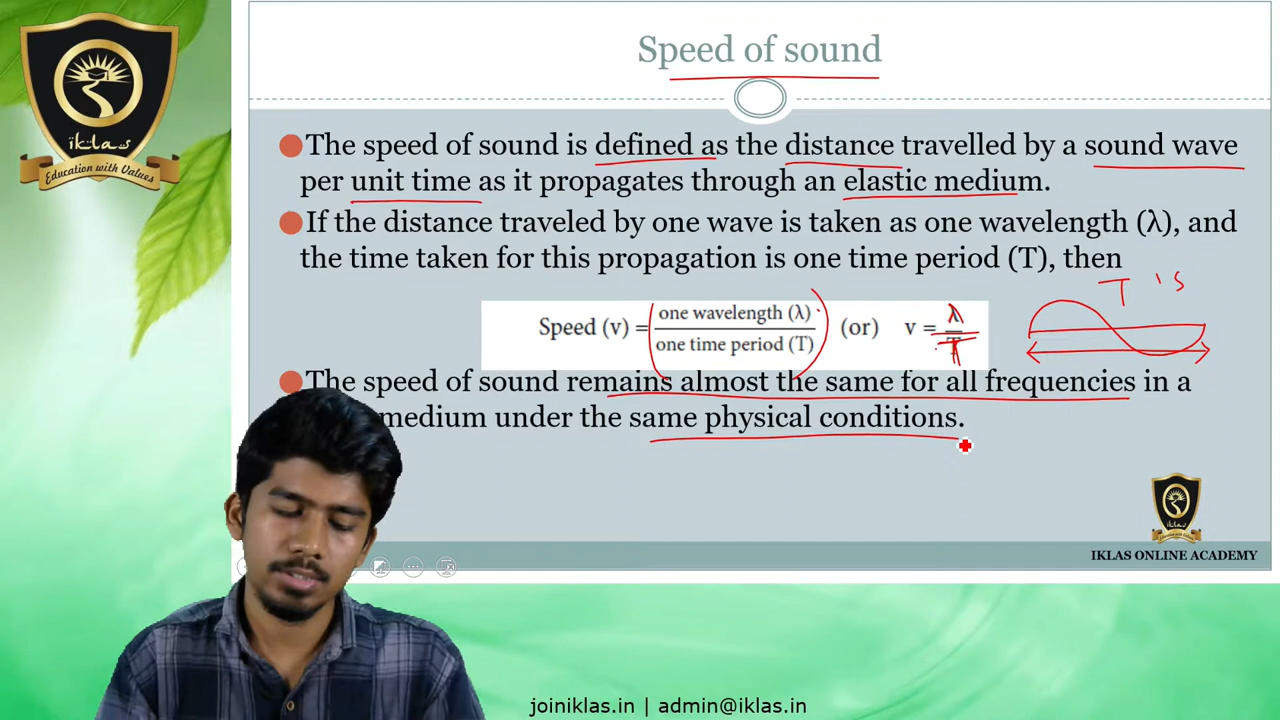 iklas
Education with Values
Speed of sound
The speed of sound is defined as the distance travelled by a sound wave
per unit time as it propagates through an elastic medium.
If the distance traveled by one wave is taken as one wavelength (λ), and
the time taken for this propagation is one time period (T), then
T 's
Speed (v) = one wavelength (λ) / one time period (T) (or) v = λ / T
The speed of sound remains almost the same for all frequencies in a
medium under the same physical conditions.
iklas
IKLAS ONLINE ACADEMY
joiniklas.in | admin@iklas.in